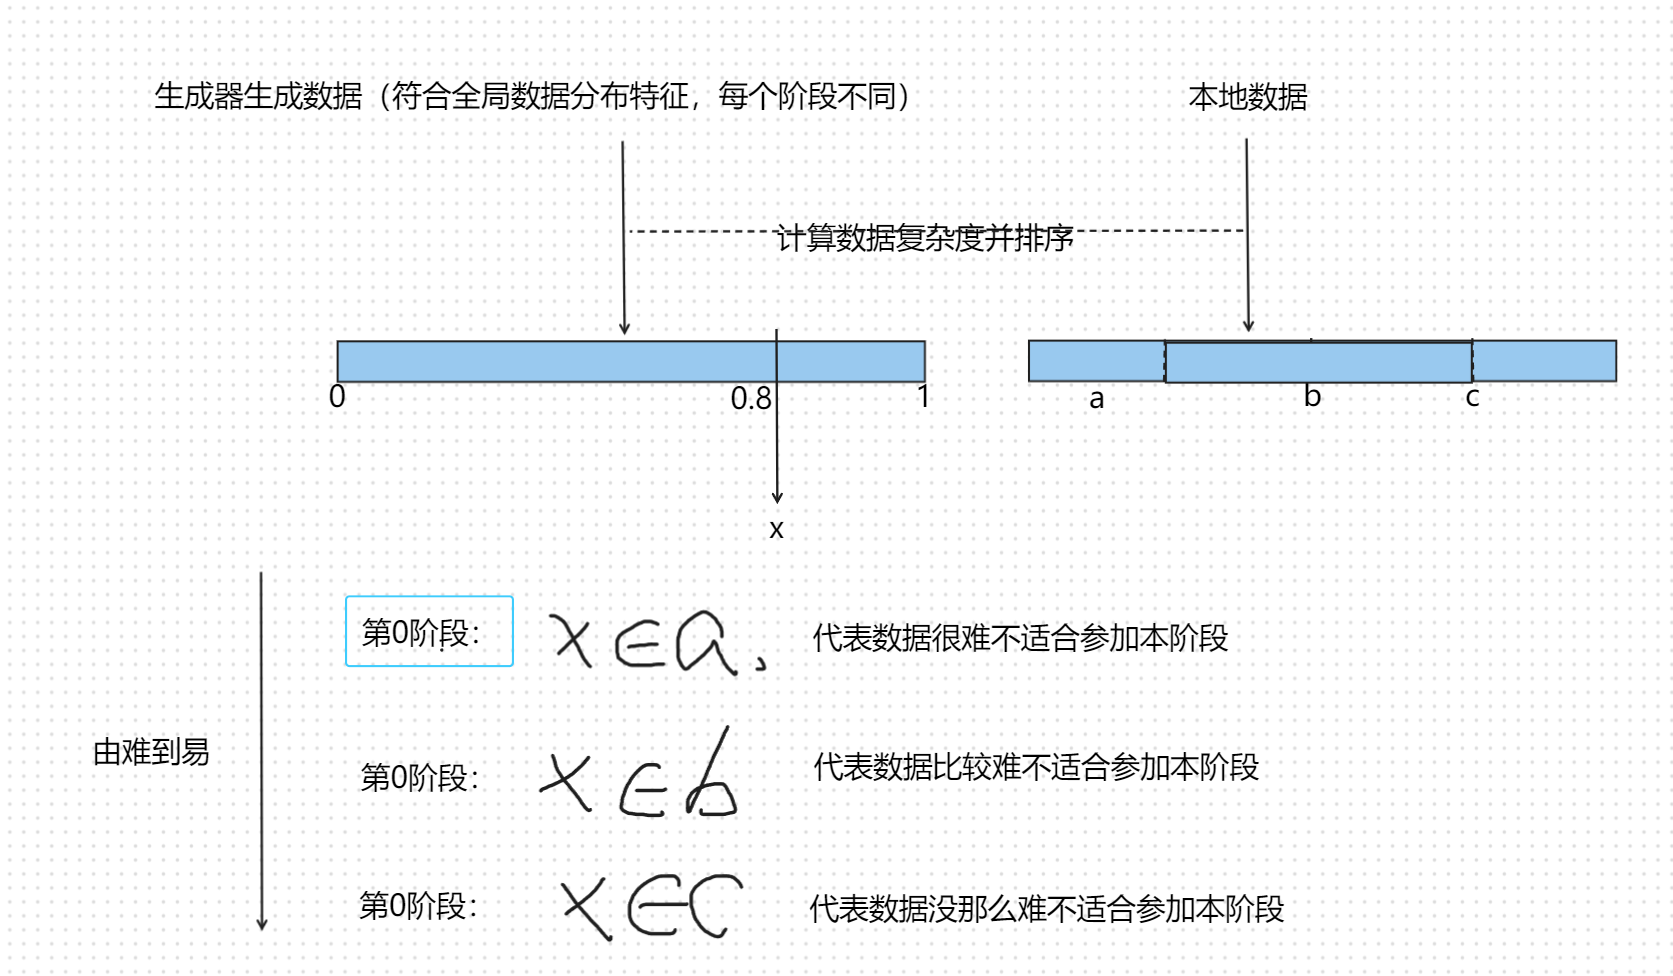 生成器生成数据（符合全局数据分布特征，每个阶段不同）
本地数据
计算数据复杂度并排序
0
0.8
1
a
b
c
x
由难到易
第0阶段： x∈a、 代表数据很难不适合参加本阶段
第0阶段： x∈b 代表数据比较难不适合参加本阶段
第0阶段： x∈c 代表数据没那么难不适合参加本阶段